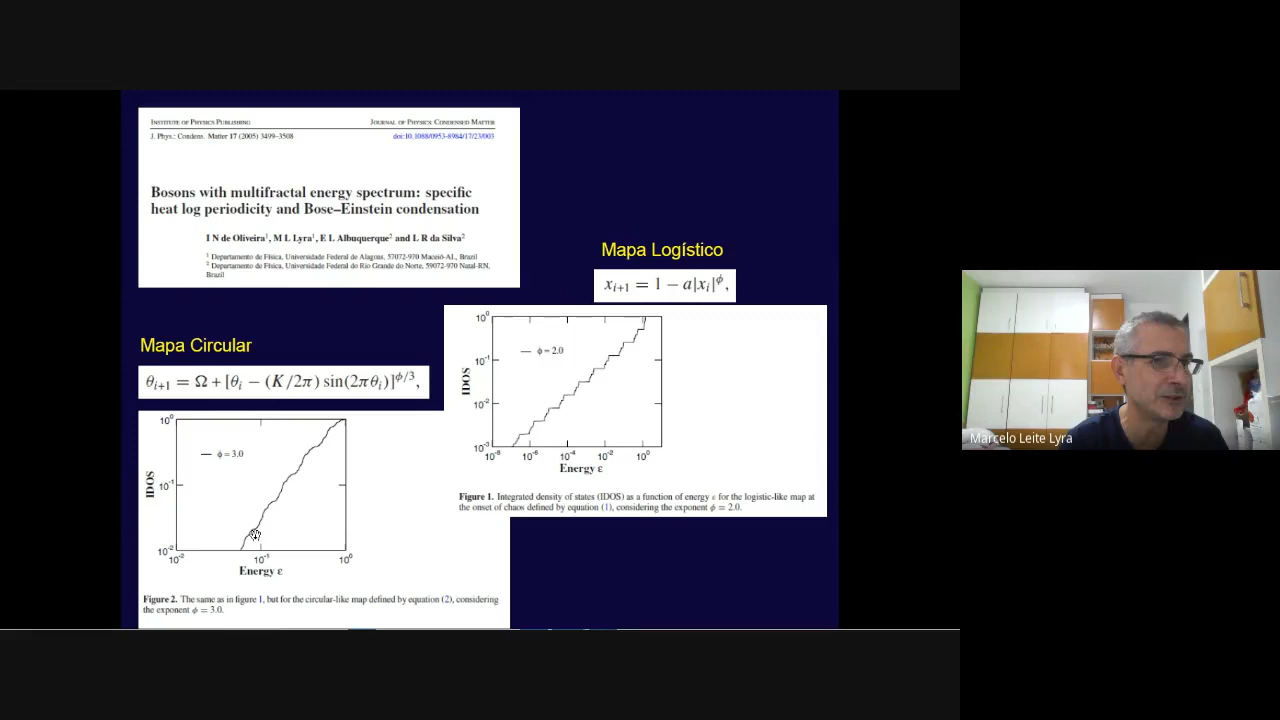 INSTITUTE OF PHYSICS PUBLISHING
JOURNAL OF PHYSICS: CONDENSED MATTER
J. Phys.: Condens. Matter 17 (2005) 3499–3508
doi:10.1088/0953-8984/17/23/003
Bosons with multifractal energy spectrum: specific
heat log periodicity and Bose–Einstein condensation
I N de Oliveira¹, M L Lyra¹, E L Albuquerque² and L R da Silva²
¹ Departamento de Física, Universidade Federal de Alagoas, 57072-970 Maceió-AL, Brazil
² Departamento de Física, Universidade Federal do Rio Grande do Norte, 59072-970 Natal-RN,
Brazil
Mapa Logístico
xᵢ₊₁ = 1 − a|xᵢ|^ϕ,
10⁰
10⁻¹
10⁻²
10⁻³
IDOS
ϕ = 2.0
10⁻⁸ 10⁻⁶ 10⁻⁴ 10⁻² 10⁰
Energy ε
Figure 1. Integrated density of states (IDOS) as a function of energy ε for the logistic-like map at
the onset of chaos defined by equation (1), considering the exponent ϕ = 2.0.
Mapa Circular
θᵢ₊₁ = Ω + [θᵢ − (K/2π) sin(2πθᵢ)]^ϕ/3,
10⁰
10⁻¹
10⁻²
IDOS
ϕ = 3.0
10⁻² 10⁻¹ 10⁰
Energy ε
Figure 2. The same as in figure 1, but for the circular-like map defined by equation (2), considering
the exponent ϕ = 3.0.
Marcelo Leite Lyra